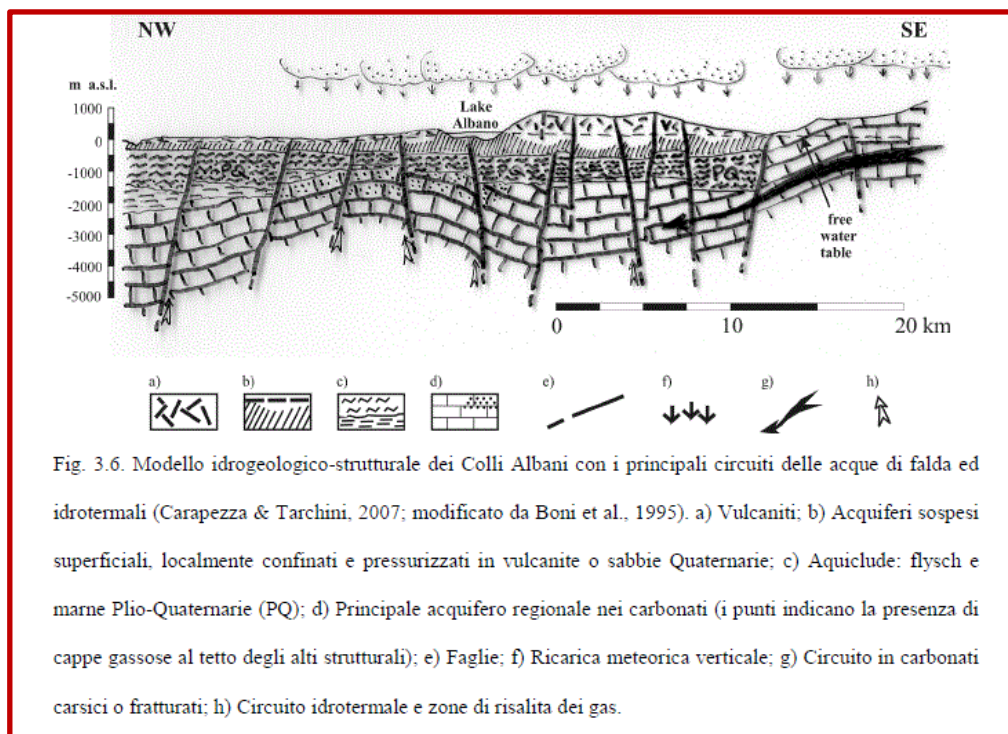 NW SE
m a.s.l.
Lake
Albano
1000
0
-1000
-2000
-3000
-4000
-5000
V V
PQ PQ PQ
free
water
table
0 10 20 km
a) b) c) d) e) f) g) h)
Fig. 3.6. Modello idrogeologico-strutturale dei Colli Albani con i principali circuiti delle acque di falda ed
idrotermali (Carapezza & Tarchini, 2007; modificato da Boni et al., 1995). a) Vulcaniti; b) Acquiferi sospesi
superficiali, localmente confinati e pressurizzati in vulcanite o sabbie Quaternarie; c) Aquiclude: flysch e
marne Plio-Quaternarie (PQ); d) Principale acquifero regionale nei carbonati (i punti indicano la presenza di
cappe gassose al tetto degli alti strutturali); e) Faglie; f) Ricarica meteorica verticale; g) Circuito in carbonati
carsici o fratturati; h) Circuito idrotermale e zone di risalita dei gas.